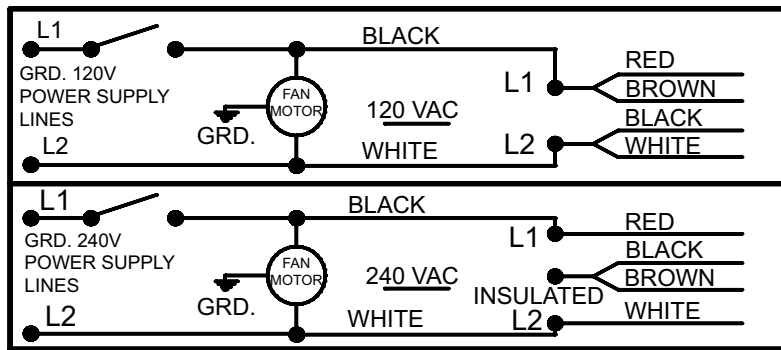 L1
BLACK
RED
GRD. 120V
POWER SUPPLY
LINES
FAN
MOTOR
GRD.
120 VAC
L1
BROWN
BLACK
L2
WHITE
L2
WHITE
L1
BLACK
RED
GRD. 240V
POWER SUPPLY
LINES
FAN
MOTOR
GRD.
240 VAC
L1
BLACK
BROWN
INSULATED
L2
WHITE
L2
WHITE